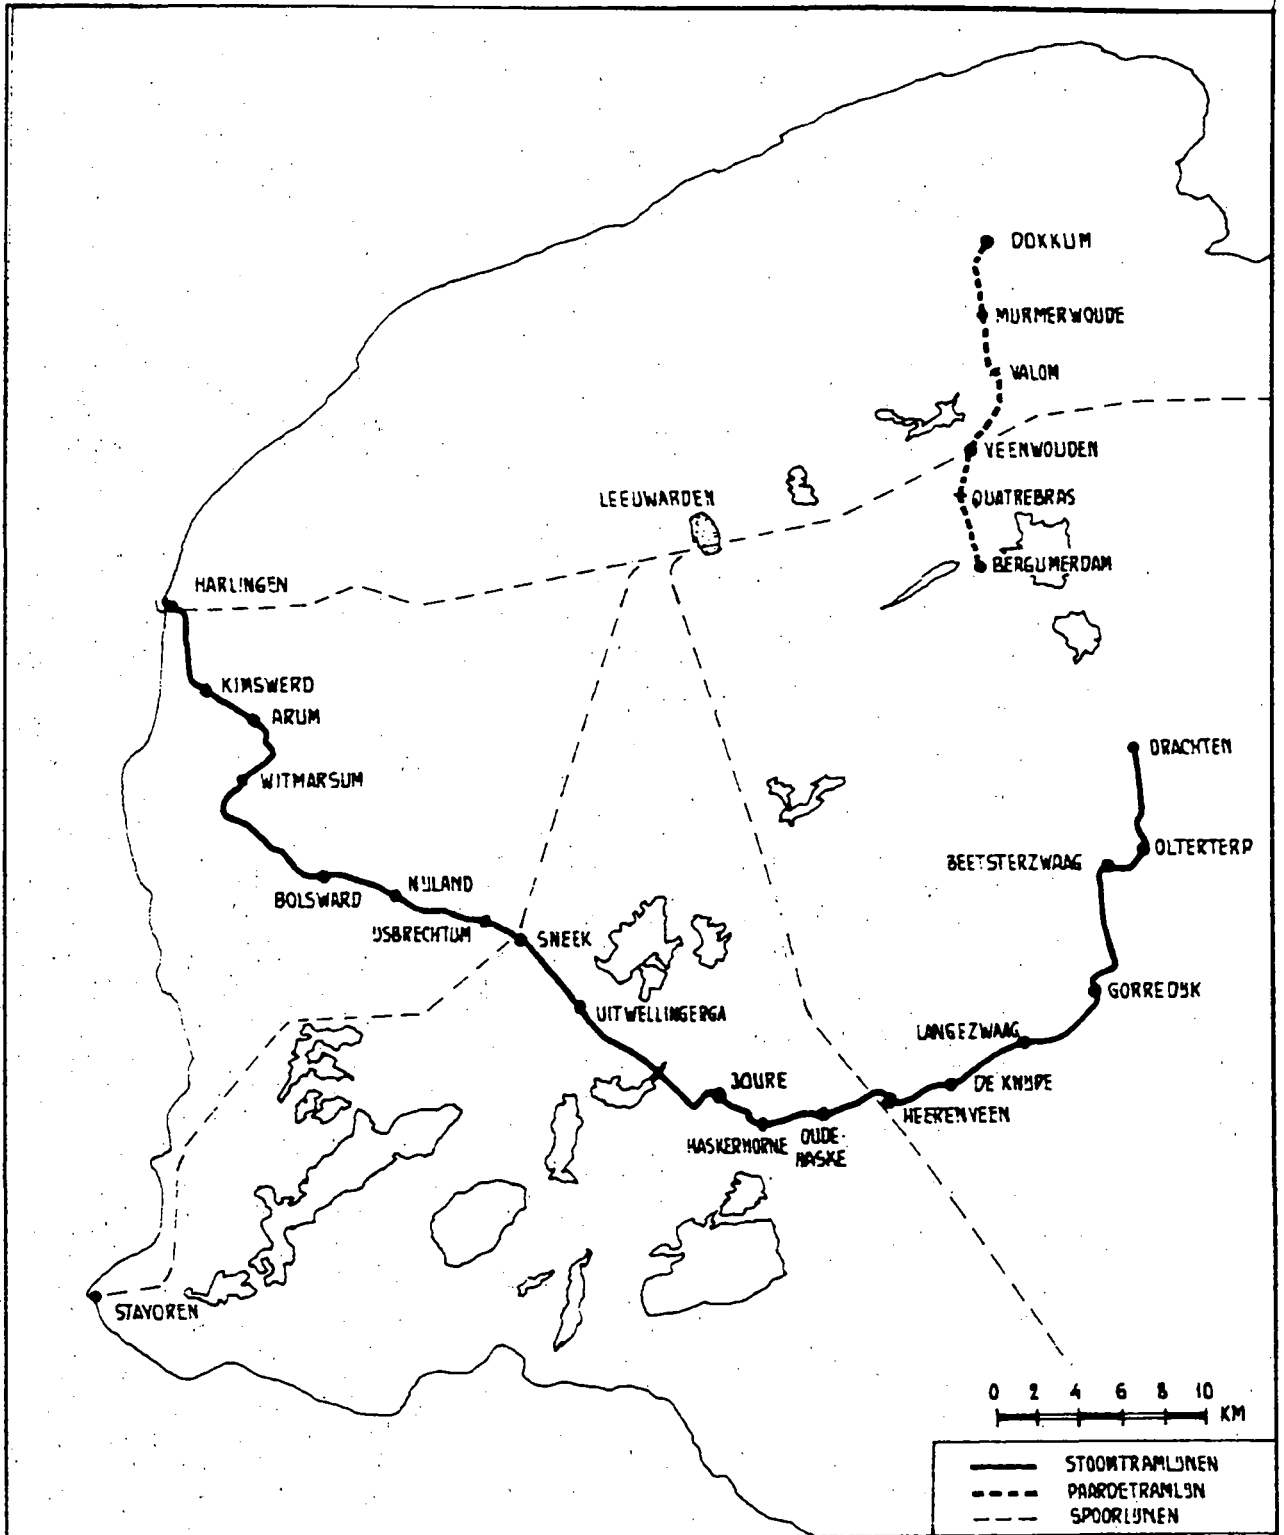 DOKKUM
MURMERWOUDE
VALOM
VEENWOUDEN
LEEUWARDEN
QUATREBRAS
BERGUMERDAM
HARLINGEN
KIMSWERD
ARUM
WITMARSUM
DRACHTEN
OLTERTERP
BEETSTERZWAAG
NIJLAND
BOLSWARD
IJSBRECHTUM
SNEEK
GORREDIJK
UITWELLINGERGA
LANGEZWAAG
JOURE
DE KNIJPE
HEERENVEEN
HASKERHORNE
OUDE-
HASKE
STAVOREN
0 2 4 6 8 10
KM
STOOMTRAMLIJNEN
PAARDETRAMLIJN
SPOORLIJNEN